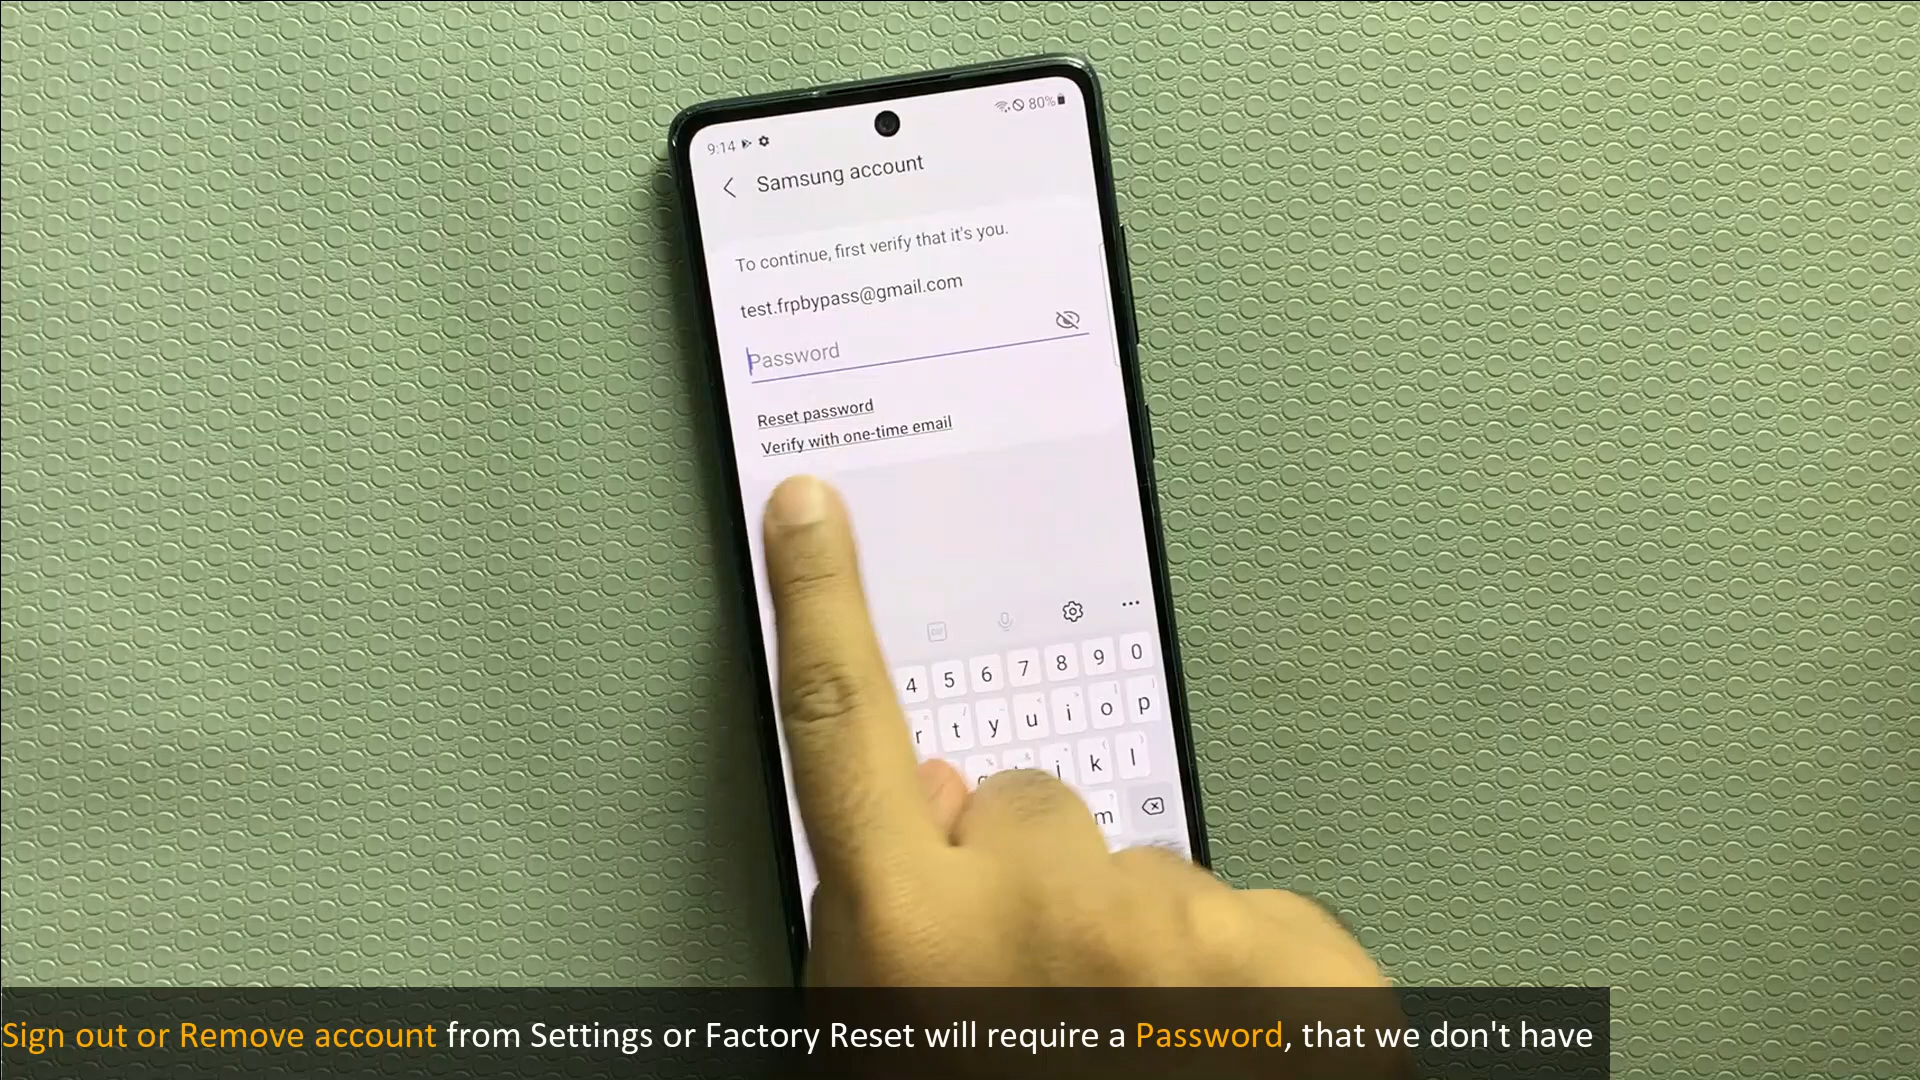 9:14
80%
Samsung account
To continue, first verify that it's you.
test.frpbypass@gmail.com
Password
Reset password
Verify with one-time email
4 5 6 7 8 9 0
r t y u i o p
j k l
m
Sign out or Remove account from Settings or Factory Reset will require a Password, that we don't have